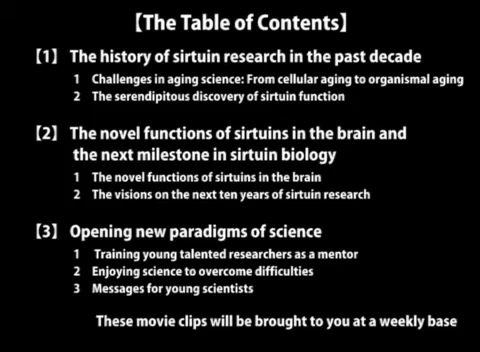 【The Table of Contents】
【1】 The history of sirtuin research in the past decade
1 Challenges in aging science: From cellular aging to organismal aging
2 The serendipitous discovery of sirtuin function
【2】 The novel functions of sirtuins in the brain and
the next milestone in sirtuin biology
1 The novel functions of sirtuins in the brain
2 The visions on the next ten years of sirtuin research
【3】 Opening new paradigms of science
1 Training young talented researchers as a mentor
2 Enjoying science to overcome difficulties
3 Messages for young scientists
These movie clips will be brought to you at a weekly base